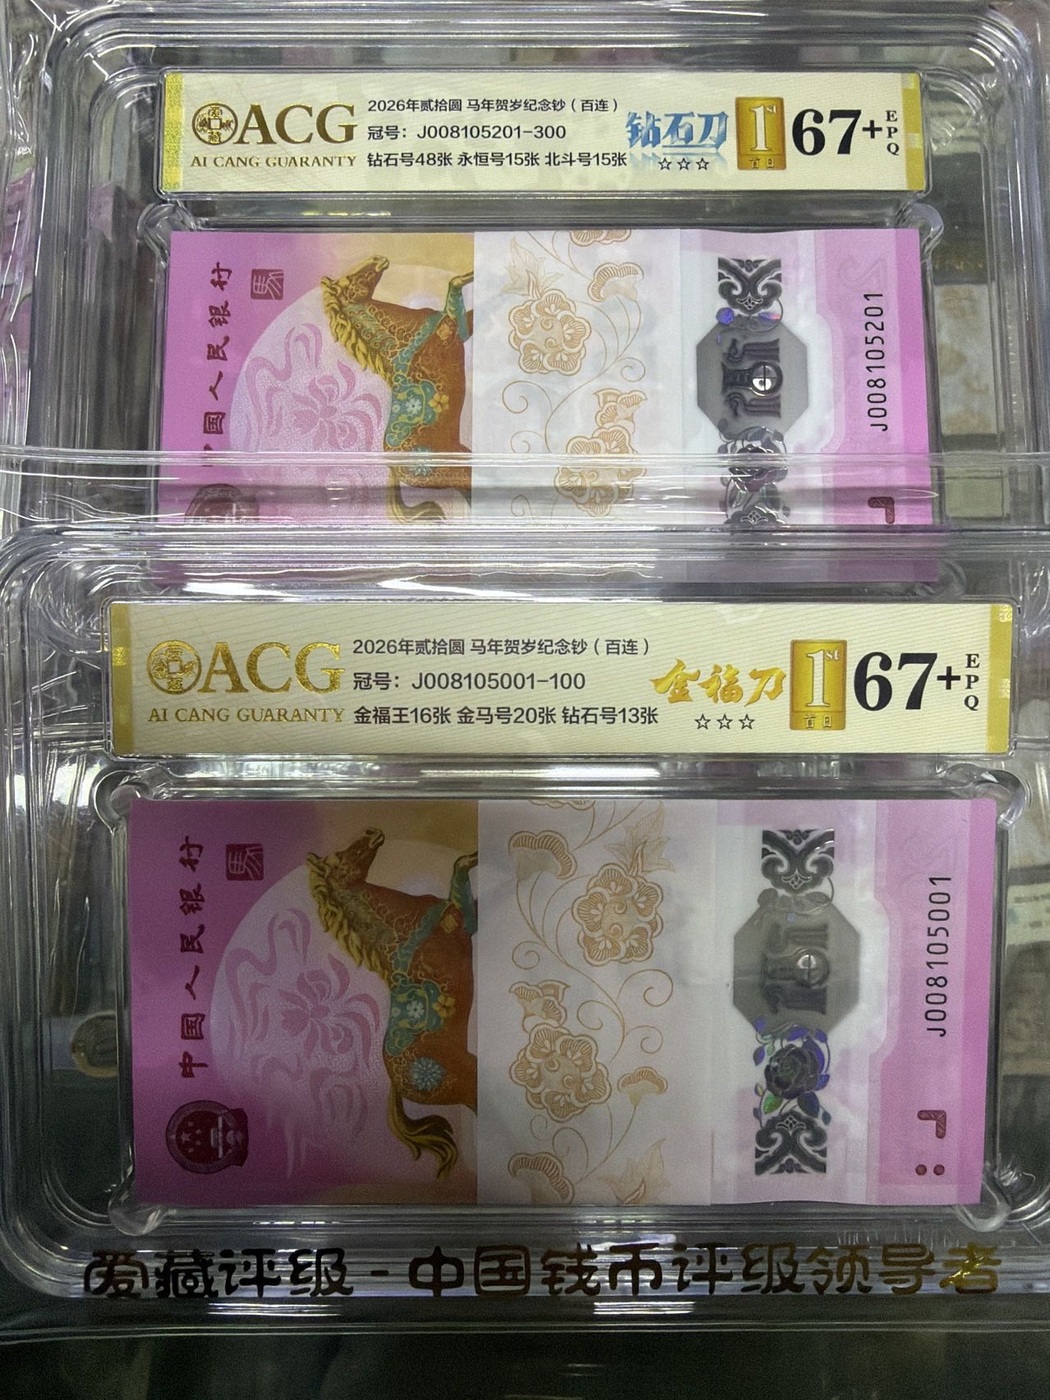 ACG
AI CANG GUARANTY
2026年贰拾圆 马年贺岁纪念钞（百连）
冠号：J008105201-300
钻石号48张 永恒号15张 北斗号15张
钻石刀
☆☆☆
1st
首日
67+
EPQ
中国人民银行
馬
J008105201
ACG
AI CANG GUARANTY
2026年贰拾圆 马年贺岁纪念钞（百连）
冠号：J008105001-100
金福王16张 金马号20张 钻石号13张
金福刀
☆☆☆
1st
首日
67+
EPQ
中国人民银行
馬
J008105001
爱藏评级-中国钱币评级领导者